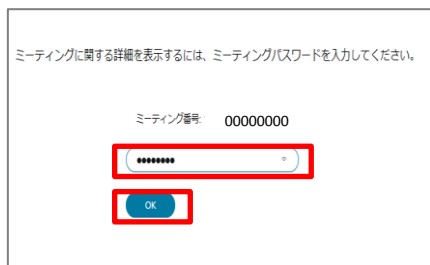 ミーティングに関する詳細を表示するには、ミーティングパスワードを入力してください。
ミーティング番号: 00000000
••••••••
OK